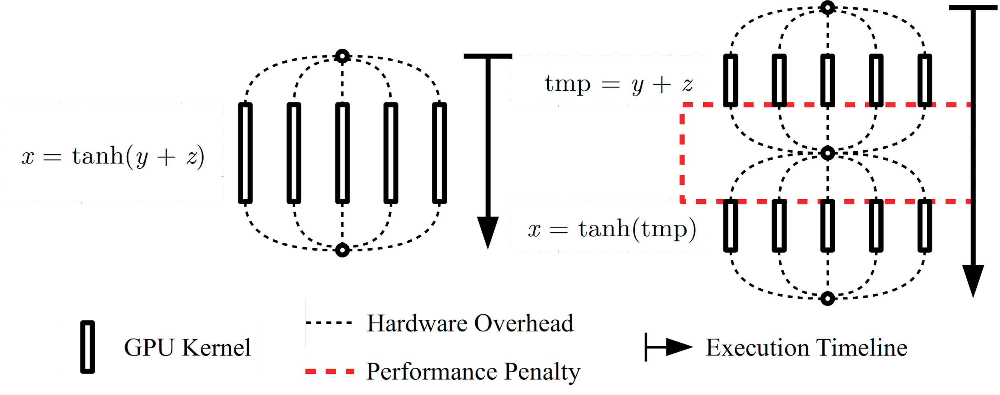 x = tanh(y + z)
tmp = y + z
x = tanh(tmp)
GPU Kernel
Hardware Overhead
Performance Penalty
Execution Timeline